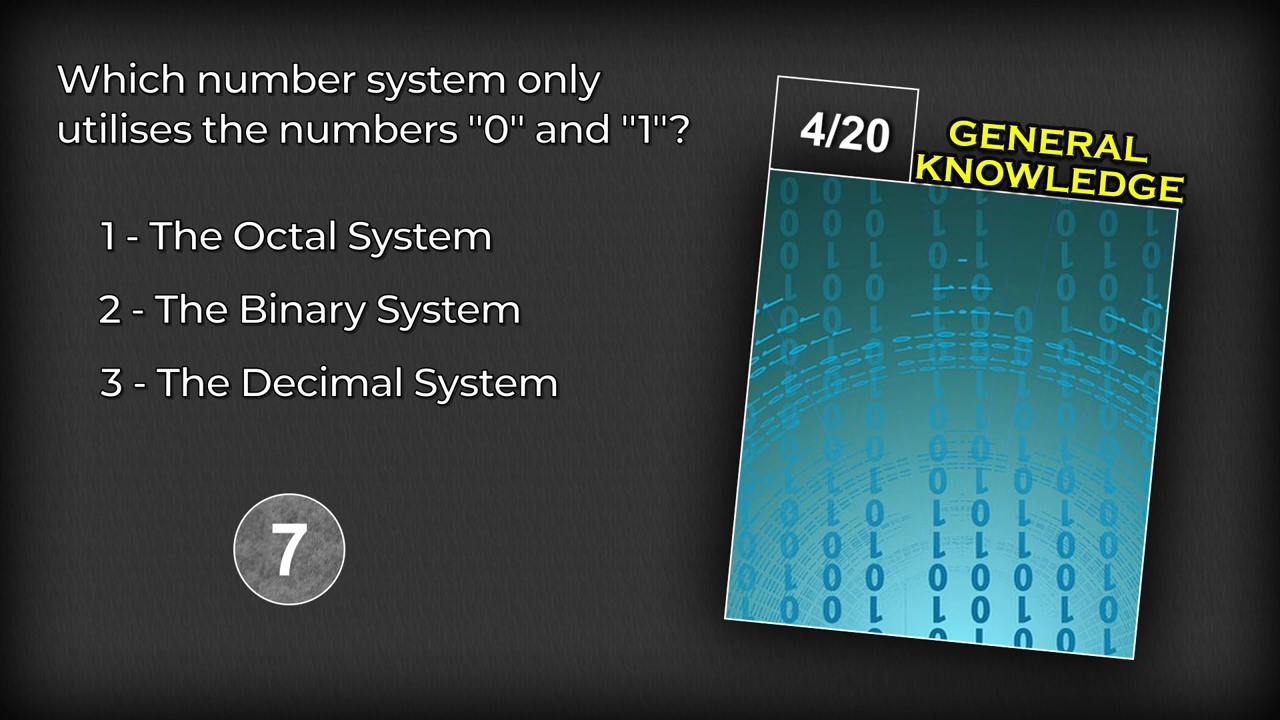 Which number system only
utilises the numbers "0" and "1"?
1 - The Octal System
2 - The Binary System
3 - The Decimal System
7
4/20
GENERAL
KNOWLEDGE